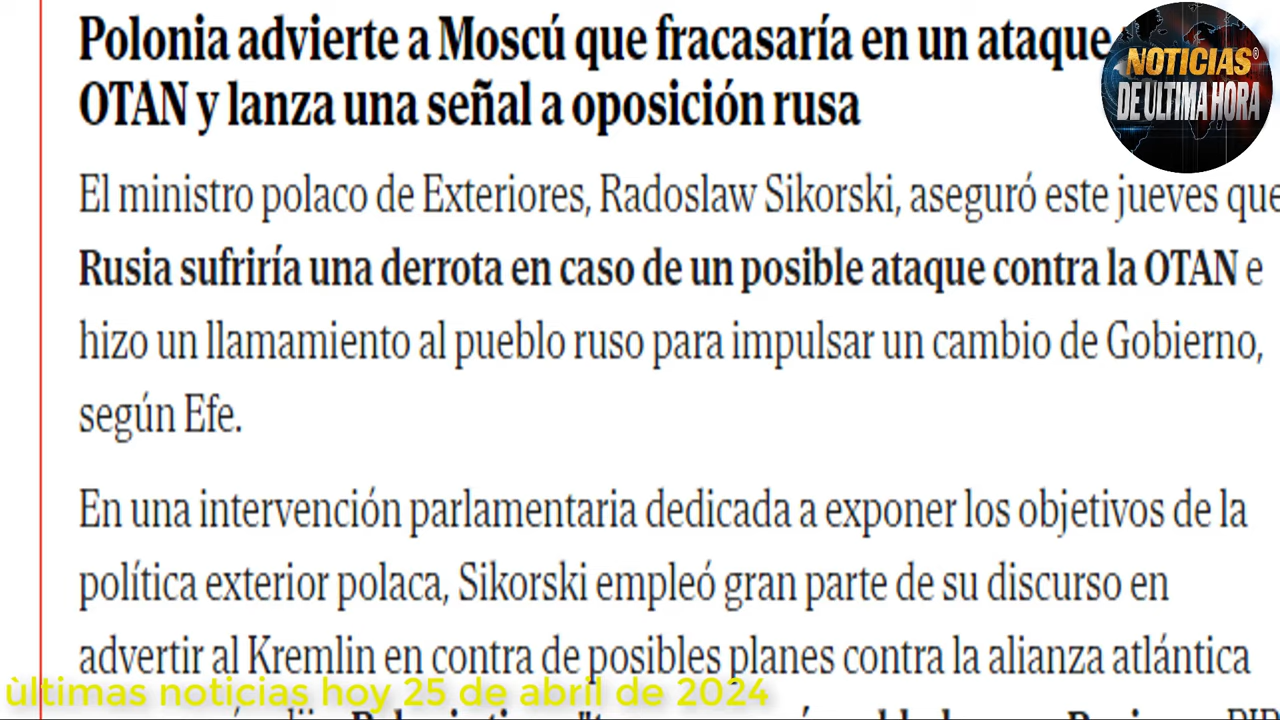 Polonia advierte a Moscú que fracasaría en un ataque
OTAN y lanza una señal a oposición rusa
NOTICIAS®
DE ULTIMA HORA
El ministro polaco de Exteriores, Radoslaw Sikorski, aseguró este jueves que
Rusia sufriría una derrota en caso de un posible ataque contra la OTAN e
hizo un llamamiento al pueblo ruso para impulsar un cambio de Gobierno,
según Efe.
En una intervención parlamentaria dedicada a exponer los objetivos de la
política exterior polaca, Sikorski empleó gran parte de su discurso en
advertir al Kremlin en contra de posibles planes contra la alianza atlántica
ùltimas noticias hoy 25 de abril de 2024